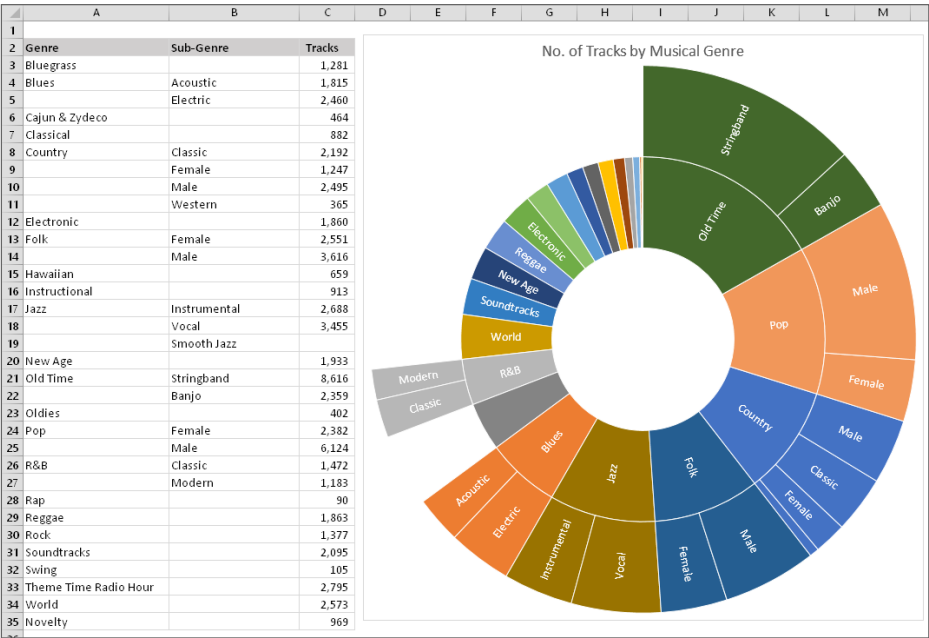 A B C D E F G H I J K L M
1
2 Genre Sub-Genre Tracks
3 Bluegrass 1,281
4 Blues Acoustic 1,815
5 Electric 2,460
6 Cajun & Zydeco 464
7 Classical 882
8 Country Classic 2,192
9 Female 1,247
10 Male 2,495
11 Western 365
12 Electronic 1,860
13 Folk Female 2,551
14 Male 3,616
15 Hawaiian 659
16 Instructional 913
17 Jazz Instrumental 2,688
18 Vocal 3,455
19 Smooth Jazz
20 New Age 1,933
21 Old Time Stringband 8,616
22 Banjo 2,359
23 Oldies 402
24 Pop Female 2,382
25 Male 6,124
26 R&B Classic 1,472
27 Modern 1,183
28 Rap 90
29 Reggae 1,863
30 Rock 1,377
31 Soundtracks 2,095
32 Swing 105
33 Theme Time Radio Hour 2,795
34 World 2,573
35 Novelty 969
No. of Tracks by Musical Genre
Stringband
Banjo
Old Time
Male
Pop
Female
Country
Male
Classic
Female
Folk
Male
Female
Jazz
Vocal
Instrumental
Blues
Electric
Acoustic
R&B
Classic
Modern
World
Soundtracks
New Age
Reggae
Electronic